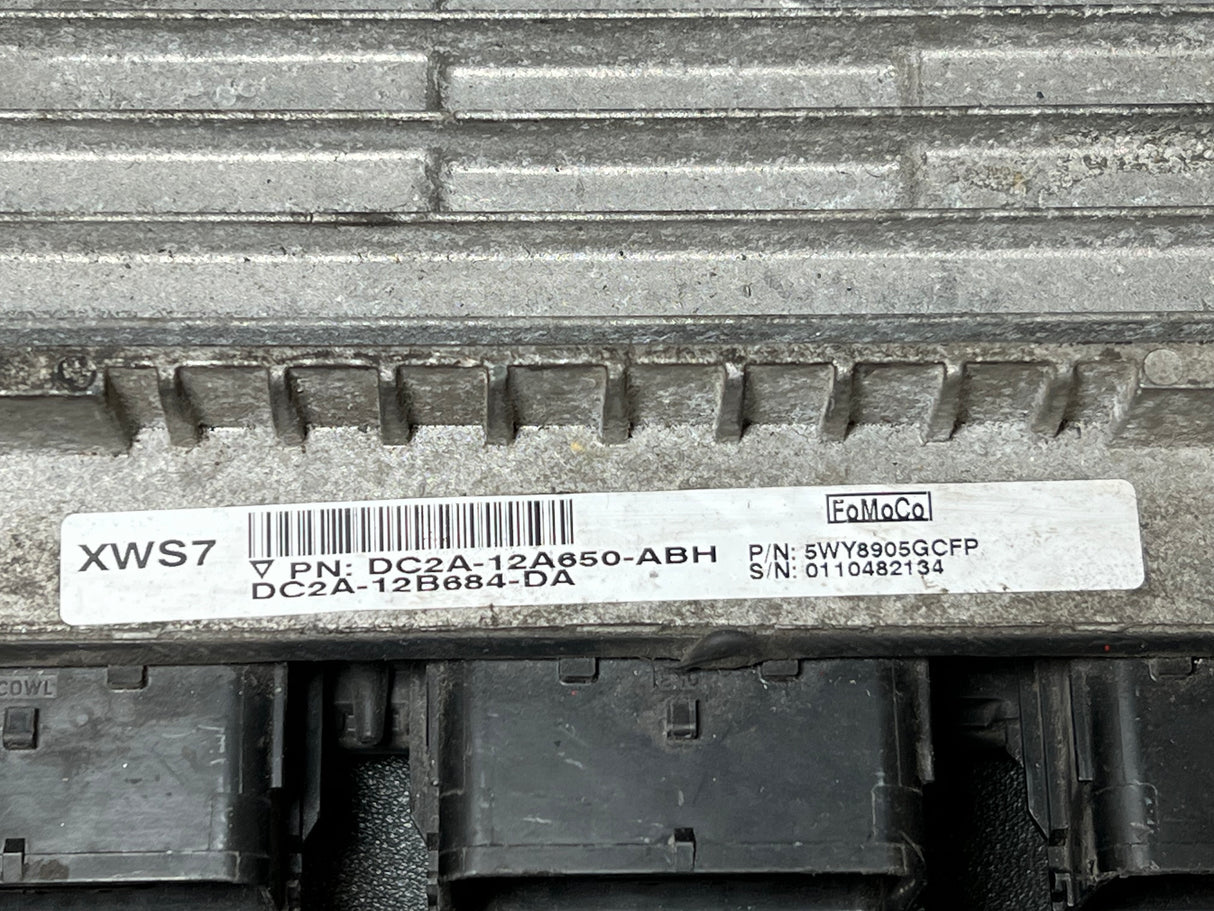 XWS7
▽ PN: DC2A-12A650-ABH
DC2A-12B684-DA
FoMoCo
P/N: 5WY8905GCFP
S/N: 0110482134
COWL